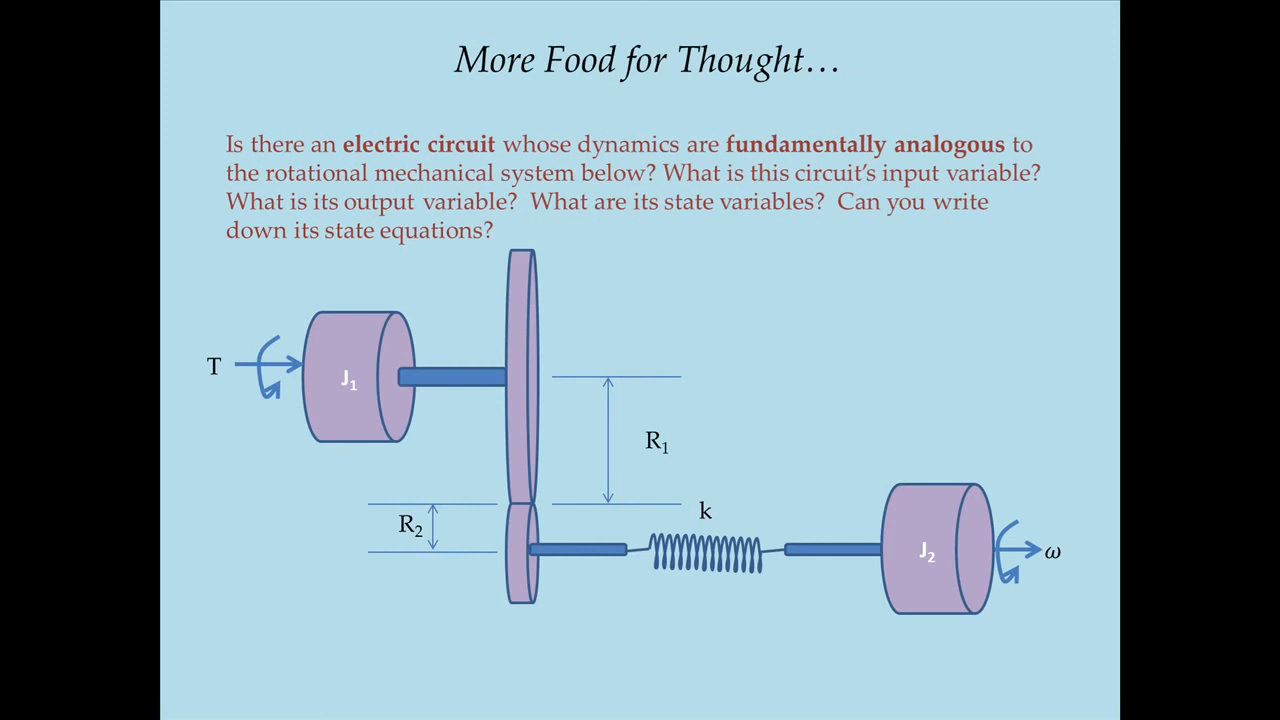 More Food for Thought…
Is there an electric circuit whose dynamics are fundamentally analogous to
the rotational mechanical system below? What is this circuit’s input variable?
What is its output variable?  What are its state variables?  Can you write
down its state equations?
T
J₁
R₁
R₂
k
J₂
ω